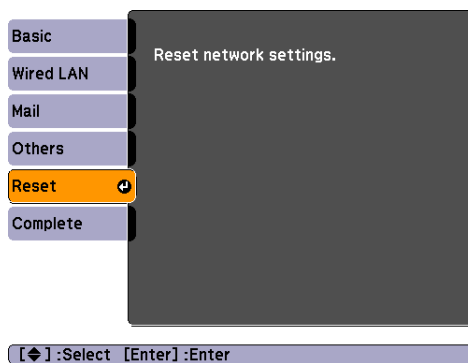 Basic
Wired LAN
Mail
Others
Reset
Complete
Reset network settings.
[◆] :Select [Enter] :Enter